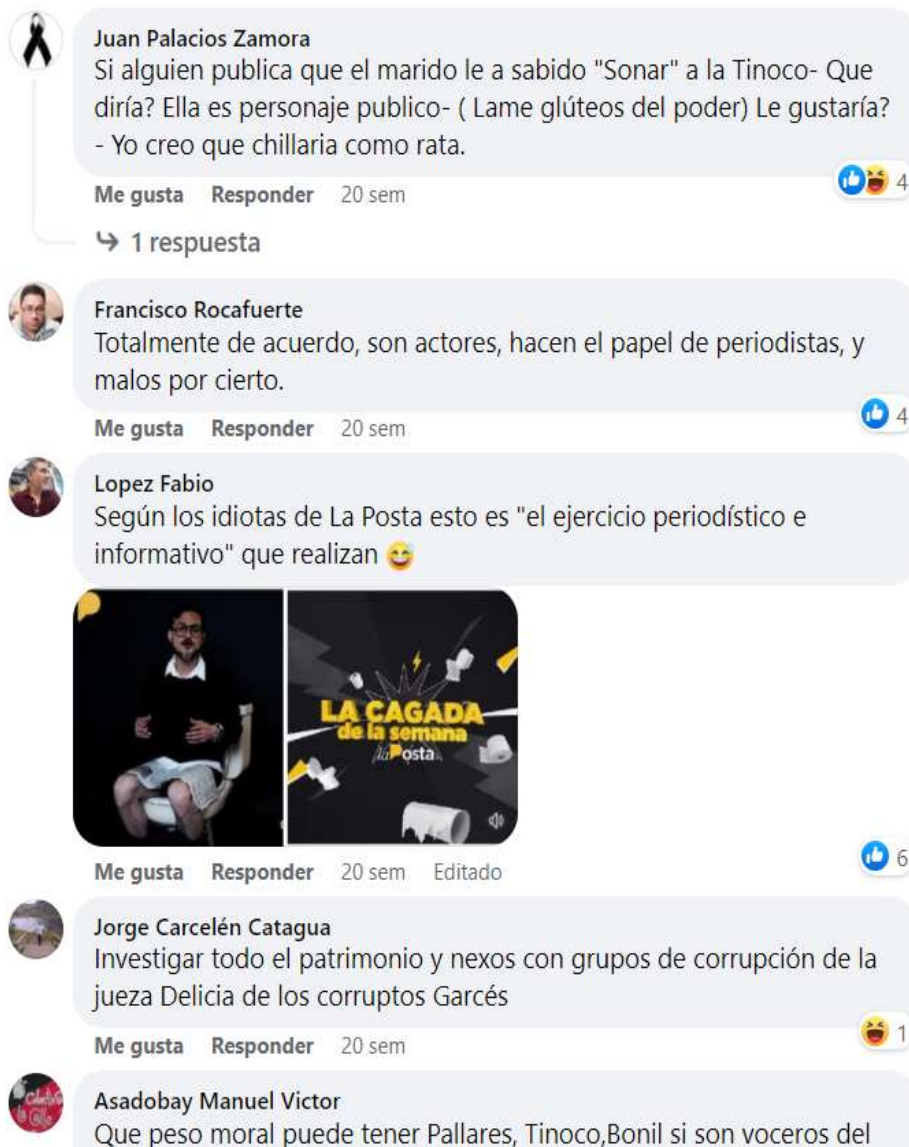 Juan Palacios Zamora
Si alguien publica que el marido le a sabido "Sonar" a la Tinoco- Que
diría? Ella es personaje publico- ( Lame glúteos del poder) Le gustaría?
- Yo creo que chillaria como rata.
4
Me gusta Responder 20 sem
1 respuesta
Francisco Rocafuerte
Totalmente de acuerdo, son actores, hacen el papel de periodistas, y
malos por cierto.
4
Me gusta Responder 20 sem
Lopez Fabio
Según los idiotas de La Posta esto es "el ejercicio periodístico e
informativo" que realizan 😅
LA CAGADA
de la semana
la Posta
6
Me gusta Responder 20 sem Editado
Jorge Carcelén Catagua
Investigar todo el patrimonio y nexos con grupos de corrupción de la
jueza Delicia de los corruptos Garcés
1
Me gusta Responder 20 sem
la Calle
Asadobay Manuel Victor
Que peso moral puede tener Pallares, Tinoco,Bonil si son voceros del